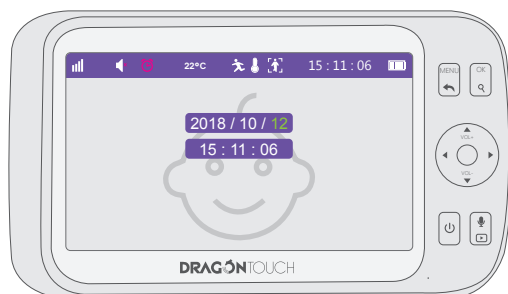 22°C 15 : 11 : 06
2018 / 10 / 12
15 : 11 : 06
MENU OK
VOL+
VOL-
DRAGONTOUCH